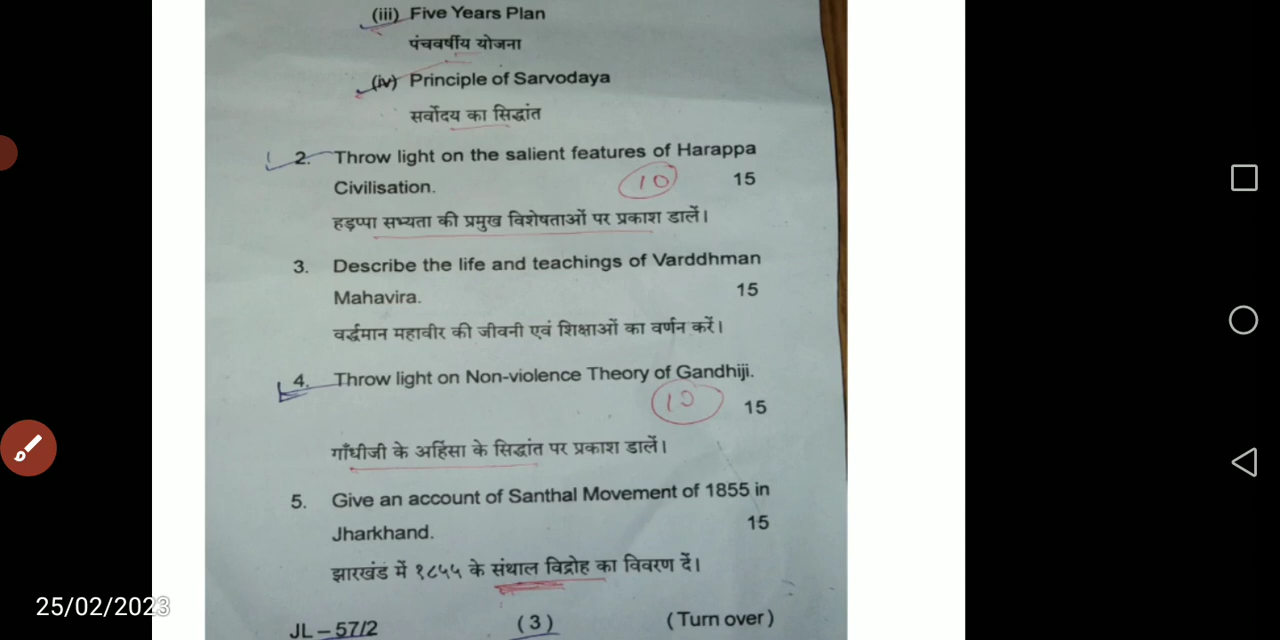 (iii) Five Years Plan
पंचवर्षीय योजना
(iv) Principle of Sarvodaya
सर्वोदय का सिद्धांत
2. Throw light on the salient features of Harappa
Civilisation. 10 15
हड़प्पा सभ्यता की प्रमुख विशेषताओं पर प्रकाश डालें।
3. Describe the life and teachings of Varddhman
Mahavira. 15
वर्द्धमान महावीर की जीवनी एवं शिक्षाओं का वर्णन करें।
4. Throw light on Non-violence Theory of Gandhiji.
10 15
गाँधीजी के अहिंसा के सिद्धांत पर प्रकाश डालें।
5. Give an account of Santhal Movement of 1855 in
Jharkhand. 15
झारखंड में १८५५ के संथाल विद्रोह का विवरण दें।
25/02/2023
JL – 57/2 (3) (Turn over)